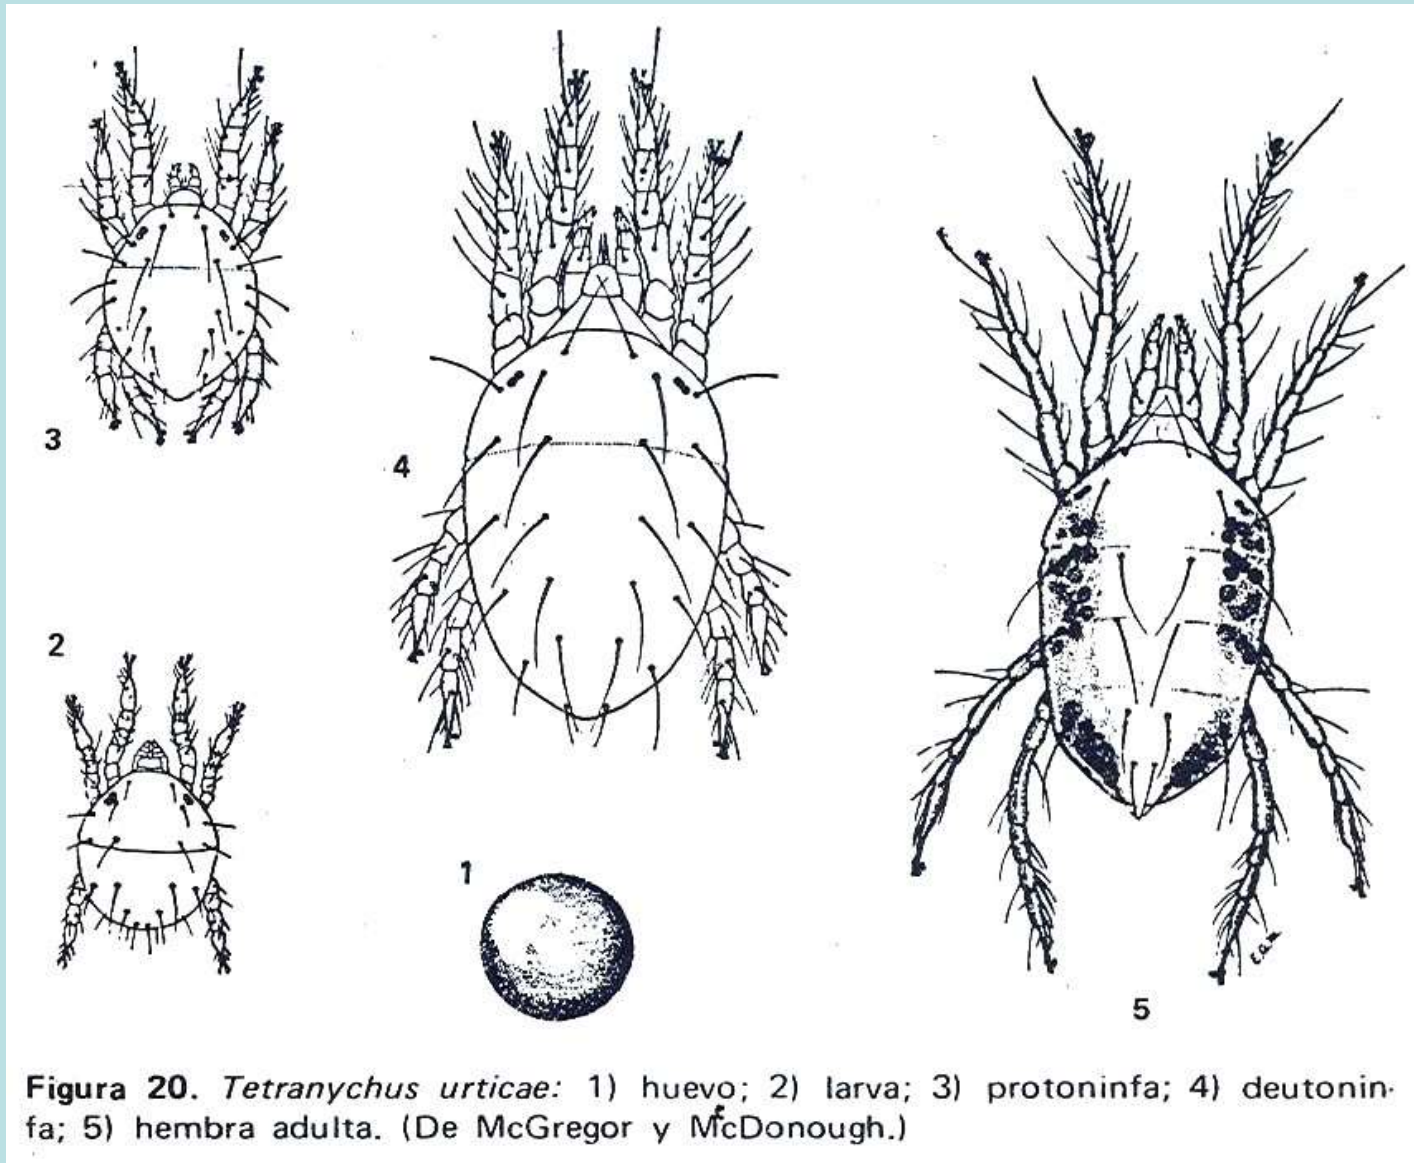 3
4
2
1
5
Figura 20. Tetranychus urticae: 1) huevo; 2) larva; 3) protoninfa; 4) deutonin-
fa; 5) hembra adulta. (De McGregor y McDonough.)